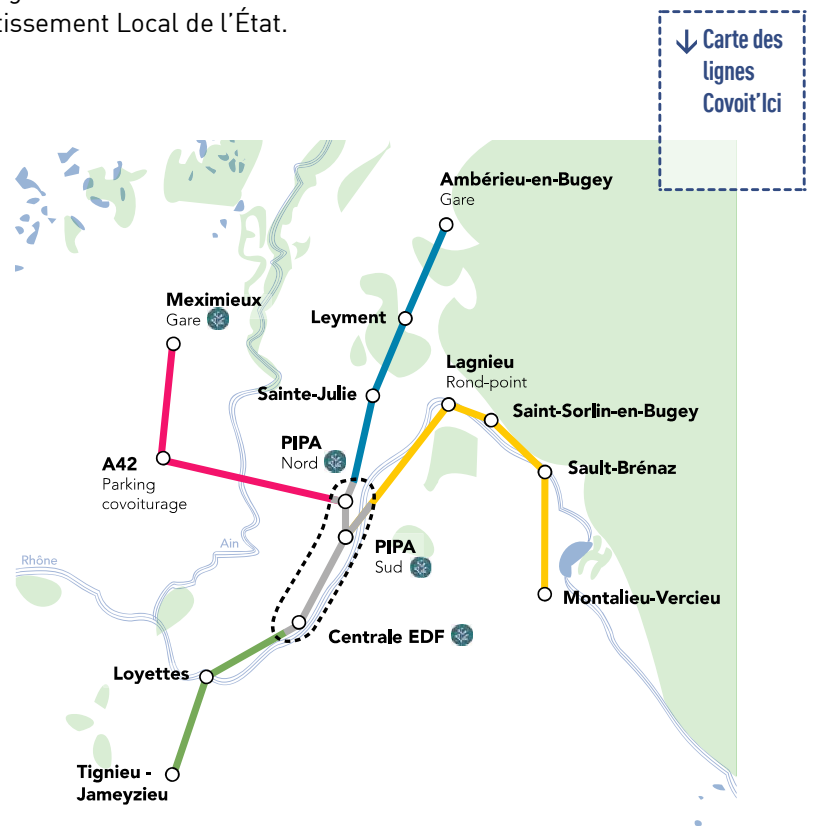 tissement Local de l’État.
↓ Carte des
lignes
Covoit’Ici
Ambérieu-en-Bugey
Gare
Meximieux
Gare
Leyment
Lagnieu
Rond-point
Sainte-Julie
Saint-Sorlin-en-Bugey
PIPA
Nord
A42
Parking
covoiturage
Sault-Brénaz
Ain
Rhône
PIPA
Sud
Montalieu-Vercieu
Centrale EDF
Loyettes
Tignieu -
Jameyzieu